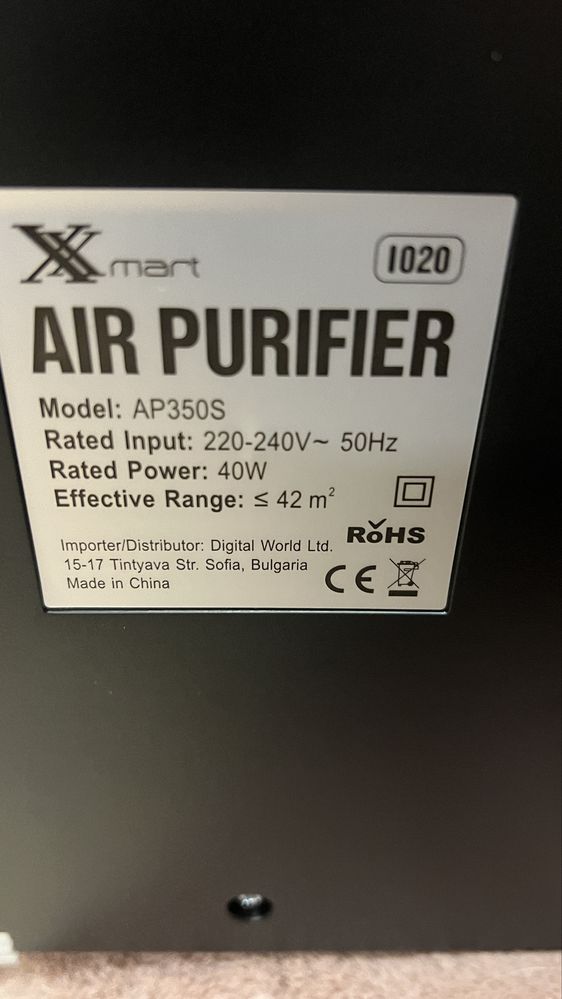 XXmart
1020
AIR PURIFIER
Model: AP350S
Rated Input: 220-240V~ 50Hz
Rated Power: 40W
Effective Range: ≤ 42 m²
Importer/Distributor: Digital World Ltd.
15-17 Tintyava Str. Sofia, Bulgaria
Made in China
RoHS
CE